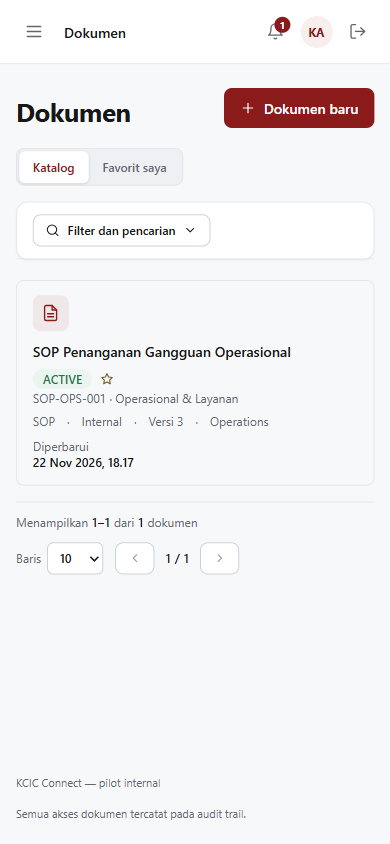 Dokumen
1
KA
Dokumen
Dokumen baru
Katalog
Favorit saya
Filter dan pencarian
SOP Penanganan Gangguan Operasional
ACTIVE
SOP-OPS-001 · Operasional & Layanan
SOP · Internal · Versi 3 · Operations
Diperbarui
22 Nov 2026, 18.17
Menampilkan 1–1 dari 1 dokumen
Baris 10 1 / 1
KCIC Connect — pilot internal
Semua akses dokumen tercatat pada audit trail.